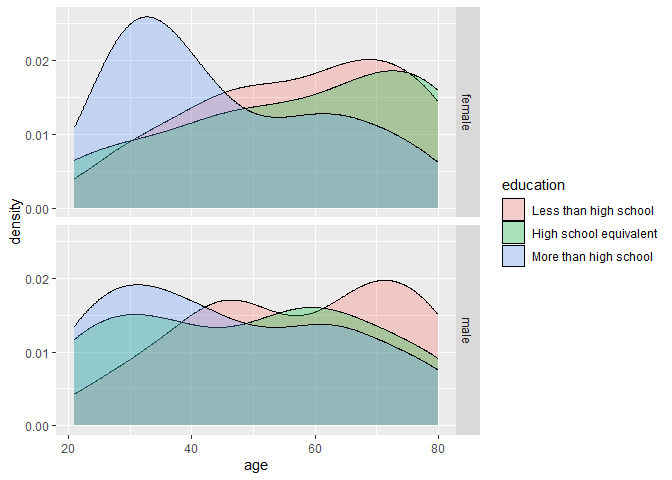 0.02
0.01
0.00
female
density
0.02
0.01
0.00
male
20 40 60 80
age
education
Less than high school
High school equivalent
More than high school